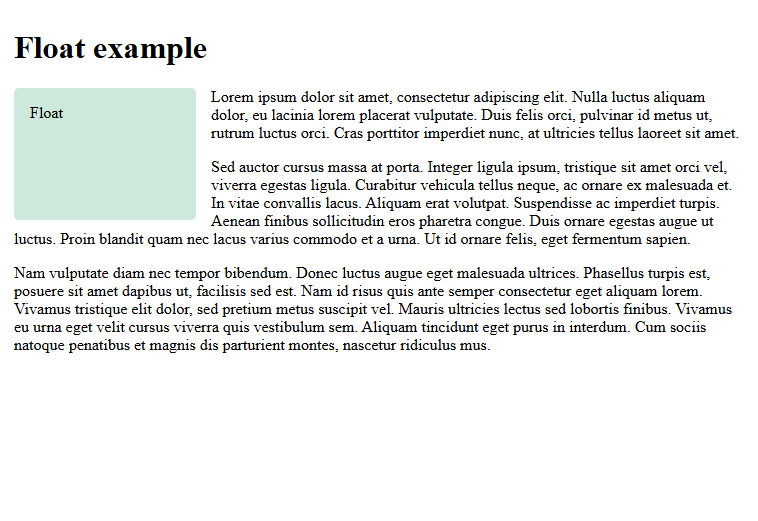 Float example
Float
Lorem ipsum dolor sit amet, consectetur adipiscing elit. Nulla luctus aliquam
dolor, eu lacinia lorem placerat vulputate. Duis felis orci, pulvinar id metus ut,
rutrum luctus orci. Cras porttitor imperdiet nunc, at ultricies tellus laoreet sit amet.
Sed auctor cursus massa at porta. Integer ligula ipsum, tristique sit amet orci vel,
viverra egestas ligula. Curabitur vehicula tellus neque, ac ornare ex malesuada et.
In vitae convallis lacus. Aliquam erat volutpat. Suspendisse ac imperdiet turpis.
Aenean finibus sollicitudin eros pharetra congue. Duis ornare egestas augue ut
luctus. Proin blandit quam nec lacus varius commodo et a urna. Ut id ornare felis, eget fermentum sapien.
Nam vulputate diam nec tempor bibendum. Donec luctus augue eget malesuada ultrices. Phasellus turpis est,
posuere sit amet dapibus ut, facilisis sed est. Nam id risus quis ante semper consectetur eget aliquam lorem.
Vivamus tristique elit dolor, sed pretium metus suscipit vel. Mauris ultricies lectus sed lobortis finibus. Vivamus
eu urna eget velit cursus viverra quis vestibulum sem. Aliquam tincidunt eget purus in interdum. Cum sociis
natoque penatibus et magnis dis parturient montes, nascetur ridiculus mus.